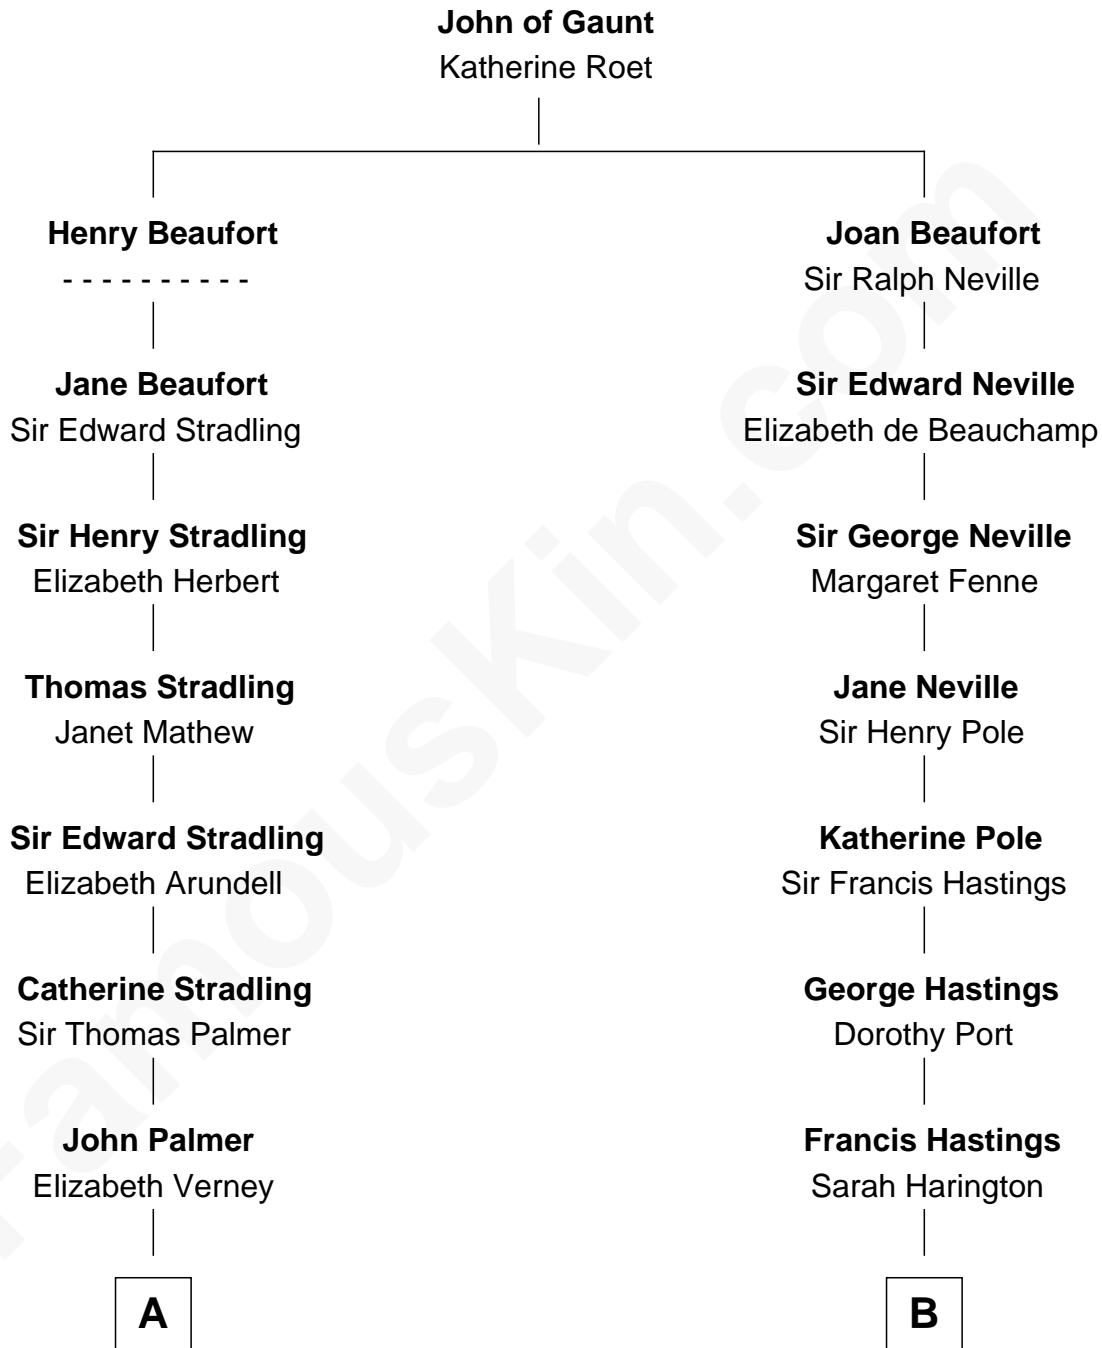 John of Gaunt
Katherine Roet
Henry Beaufort
- - - - - - - - - -
Jane Beaufort
Sir Edward Stradling
Sir Henry Stradling
Elizabeth Herbert
Thomas Stradling
Janet Mathew
Sir Edward Stradling
Elizabeth Arundell
Catherine Stradling
Sir Thomas Palmer
John Palmer
Elizabeth Verney
A
Joan Beaufort
Sir Ralph Neville
Sir Edward Neville
Elizabeth de Beauchamp
Sir George Neville
Margaret Fenne
Jane Neville
Sir Henry Pole
Katherine Pole
Sir Francis Hastings
George Hastings
Dorothy Port
Francis Hastings
Sarah Harington
B
FamousKin.com